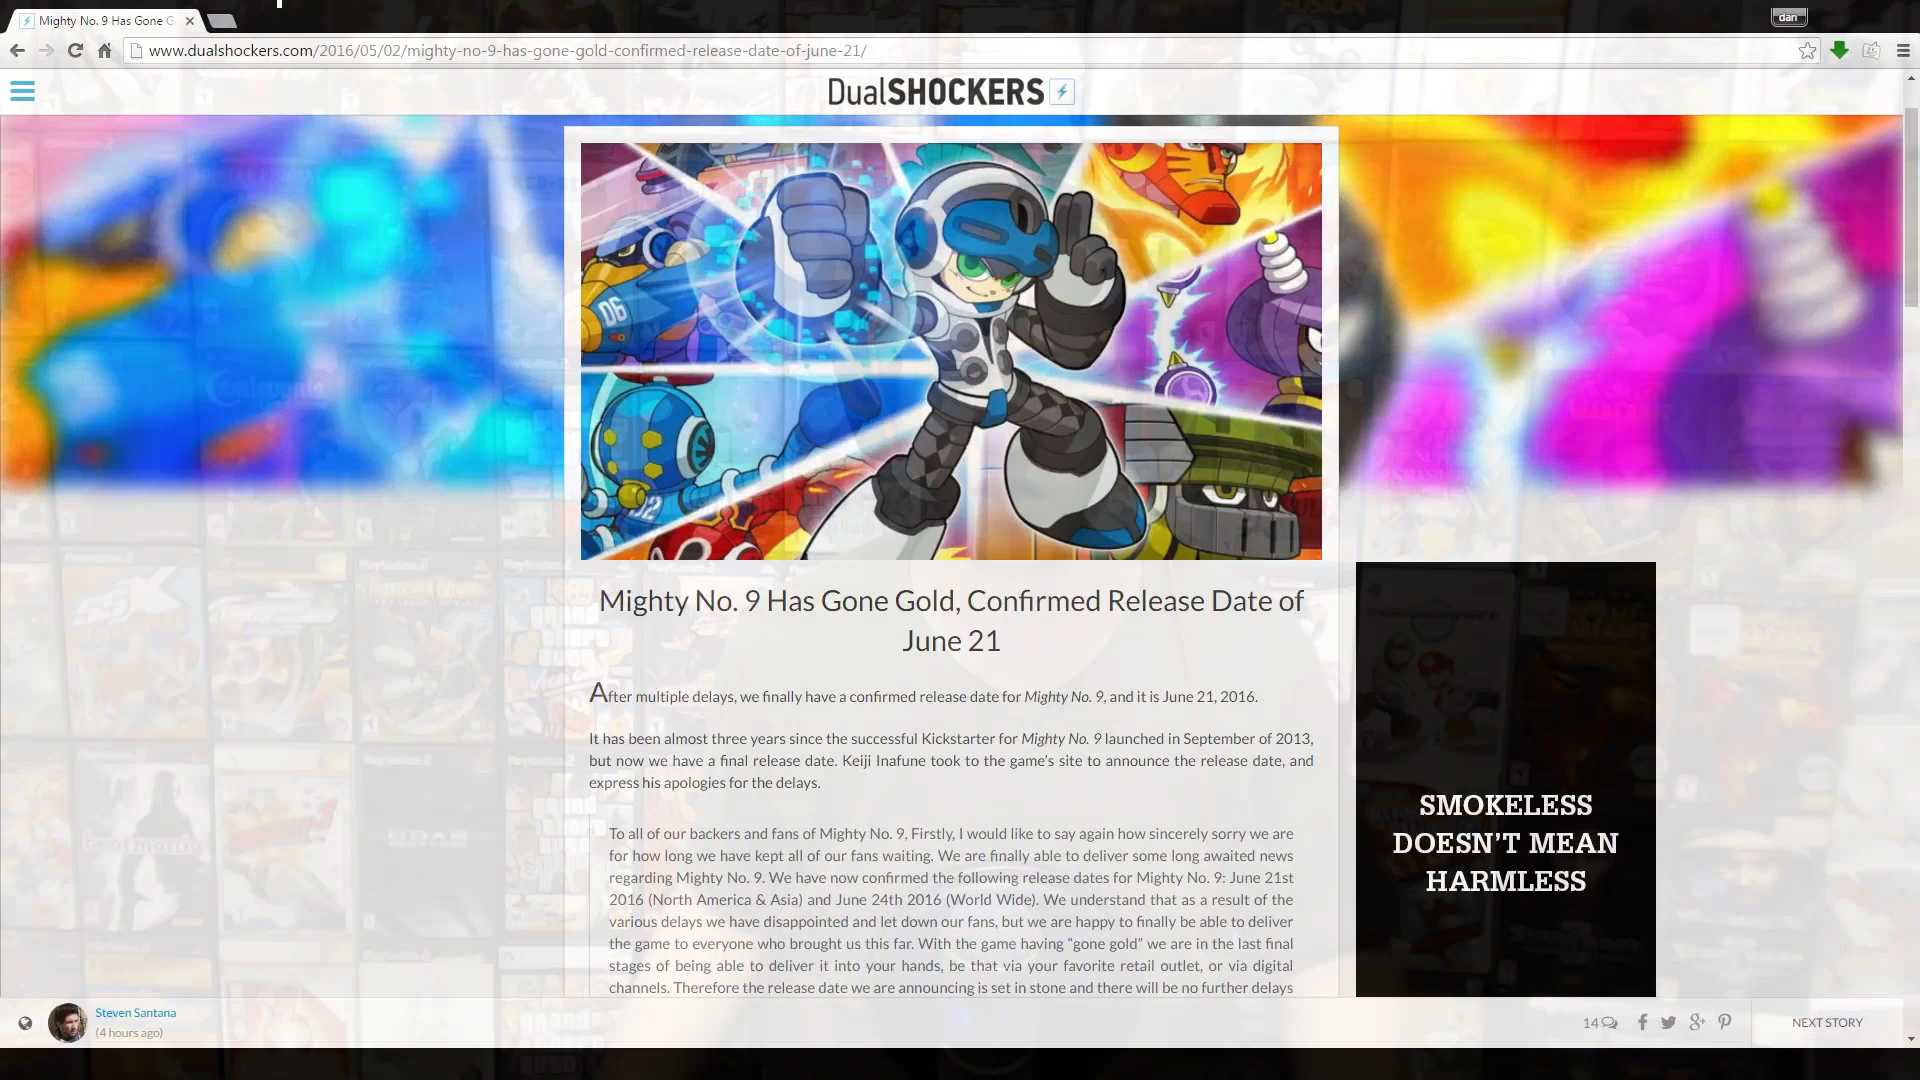 Mighty No. 9 Has Gone G
dan
www.dualshockers.com/2016/05/02/mighty-no-9-has-gone-gold-confirmed-release-date-of-june-21/
DualSHOCKERS
06
02
Mighty No. 9 Has Gone Gold, Confirmed Release Date of
June 21
After multiple delays, we finally have a confirmed release date for Mighty No. 9, and it is June 21, 2016.
It has been almost three years since the successful Kickstarter for Mighty No. 9 launched in September of 2013,
but now we have a final release date. Keiji Inafune took to the game's site to announce the release date, and
express his apologies for the delays.
To all of our backers and fans of Mighty No. 9, Firstly, I would like to say again how sincerely sorry we are
for how long we have kept all of our fans waiting. We are finally able to deliver some long awaited news
regarding Mighty No. 9. We have now confirmed the following release dates for Mighty No. 9: June 21st
2016 (North America & Asia) and June 24th 2016 (World Wide). We understand that as a result of the
various delays we have disappointed and let down our fans, but we are happy to finally be able to deliver
the game to everyone who brought us this far. With the game having “gone gold” we are in the last final
stages of being able to deliver it into your hands, be that via your favorite retail outlet, or via digital
channels. Therefore the release date we are announcing is set in stone and there will be no further delays
SMOKELESS
DOESN'T MEAN
HARMLESS
Steven Santana
(4 hours ago)
14
NEXT STORY